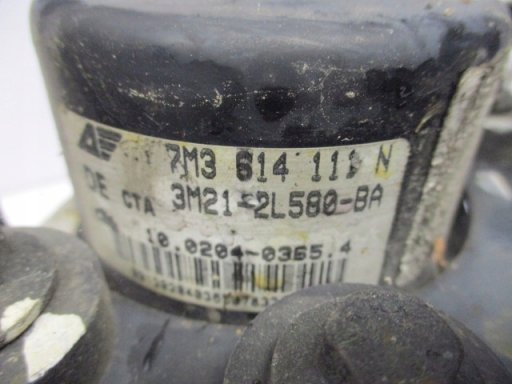 7M3 614 111 N
DE CTA 3M21-2L580-BA
10.0204-0365.4